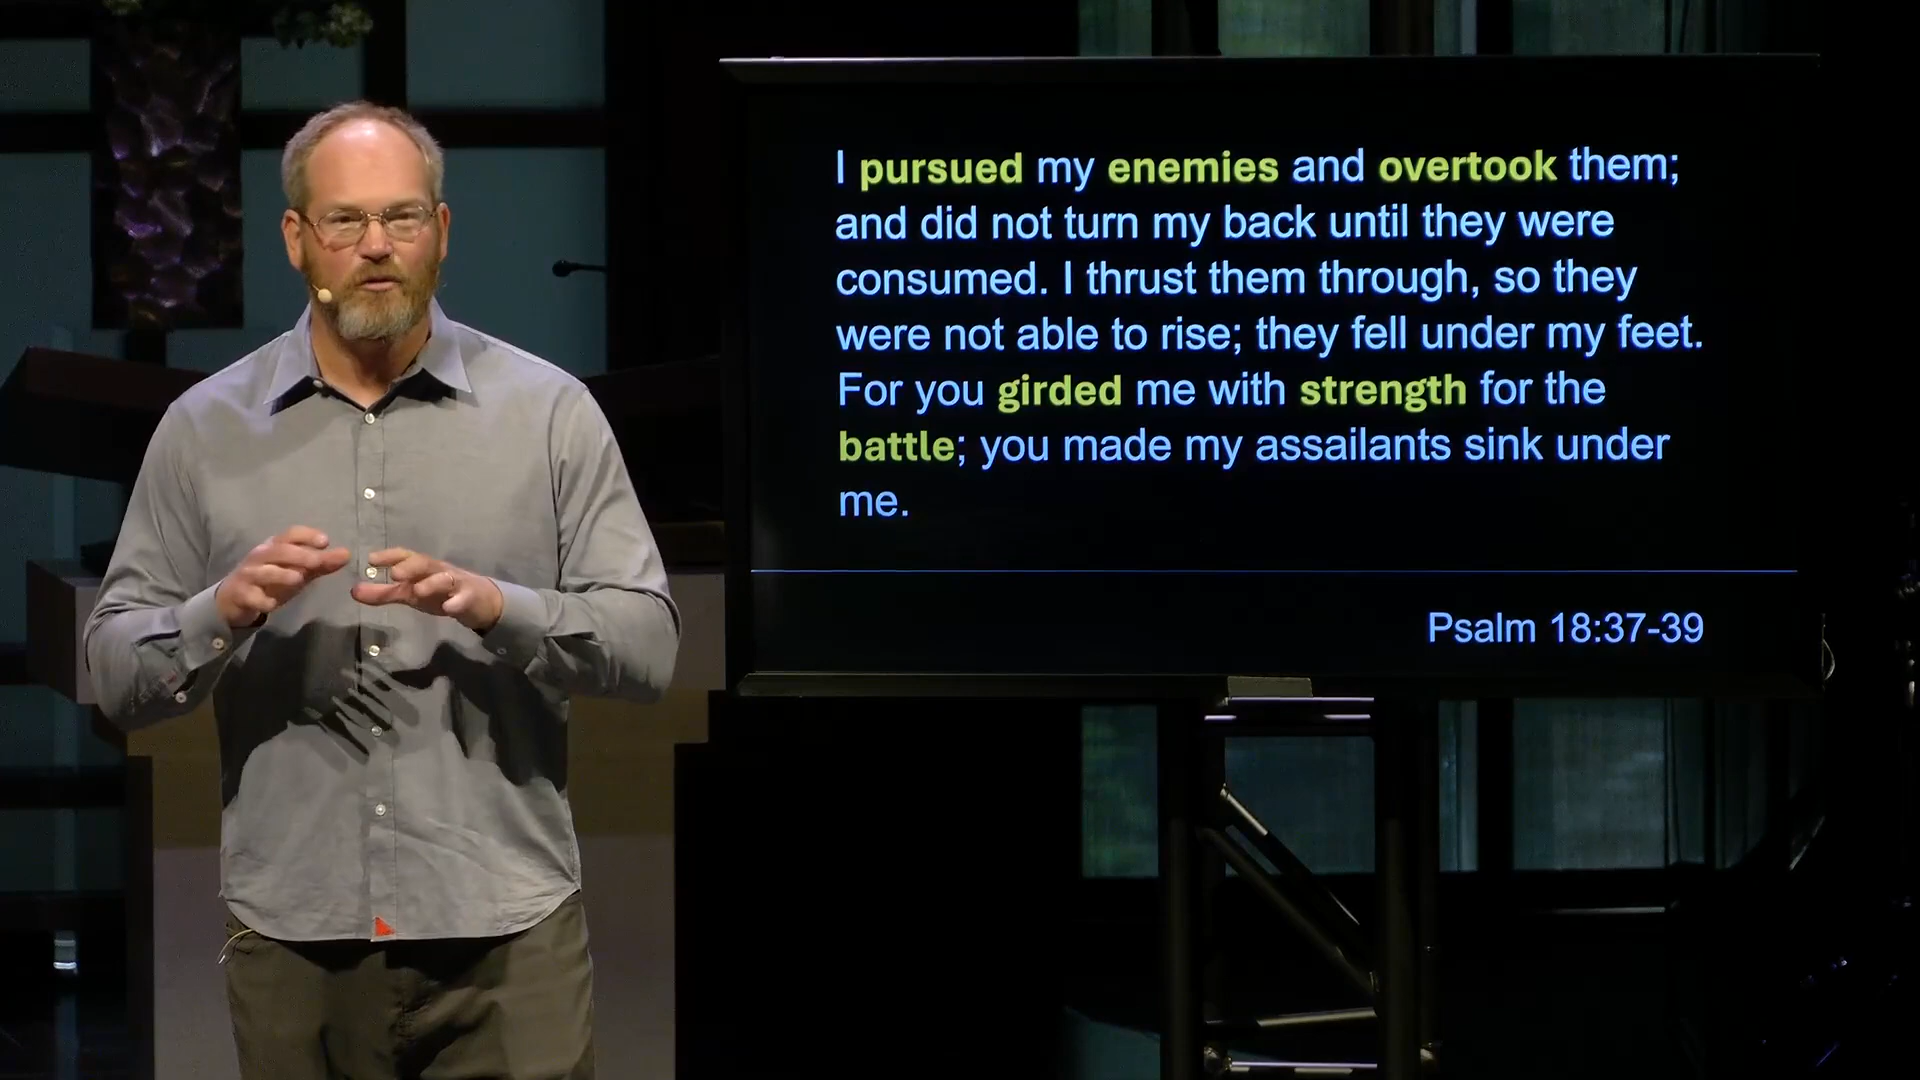 I pursued my enemies and overtook them;
and did not turn my back until they were
consumed. I thrust them through, so they
were not able to rise; they fell under my feet.
For you girded me with strength for the
battle; you made my assailants sink under
me.
Psalm 18:37-39